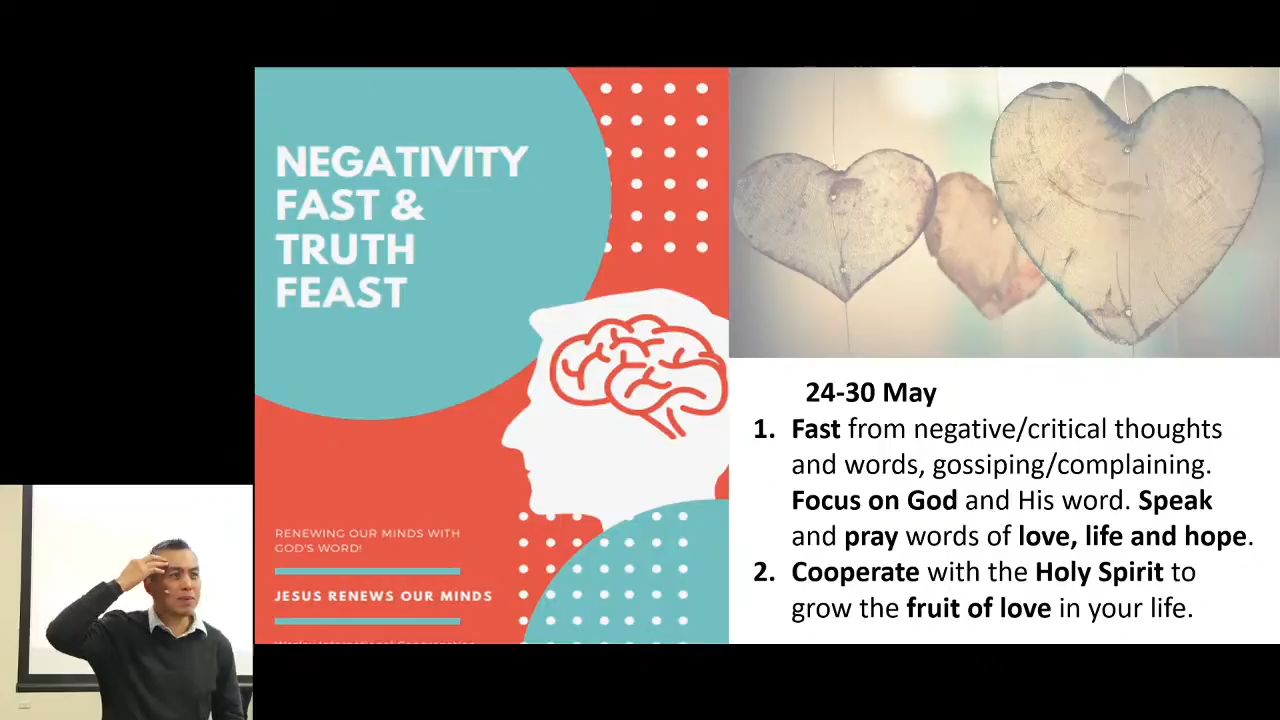 NEGATIVITY
FAST &
TRUTH
FEAST
RENEWING OUR MINDS WITH
GOD'S WORD!
JESUS RENEWS OUR MINDS
Wesley International Congregation
24-30 May
1. Fast from negative/critical thoughts
and words, gossiping/complaining.
Focus on God and His word. Speak
and pray words of love, life and hope.
2. Cooperate with the Holy Spirit to
grow the fruit of love in your life.